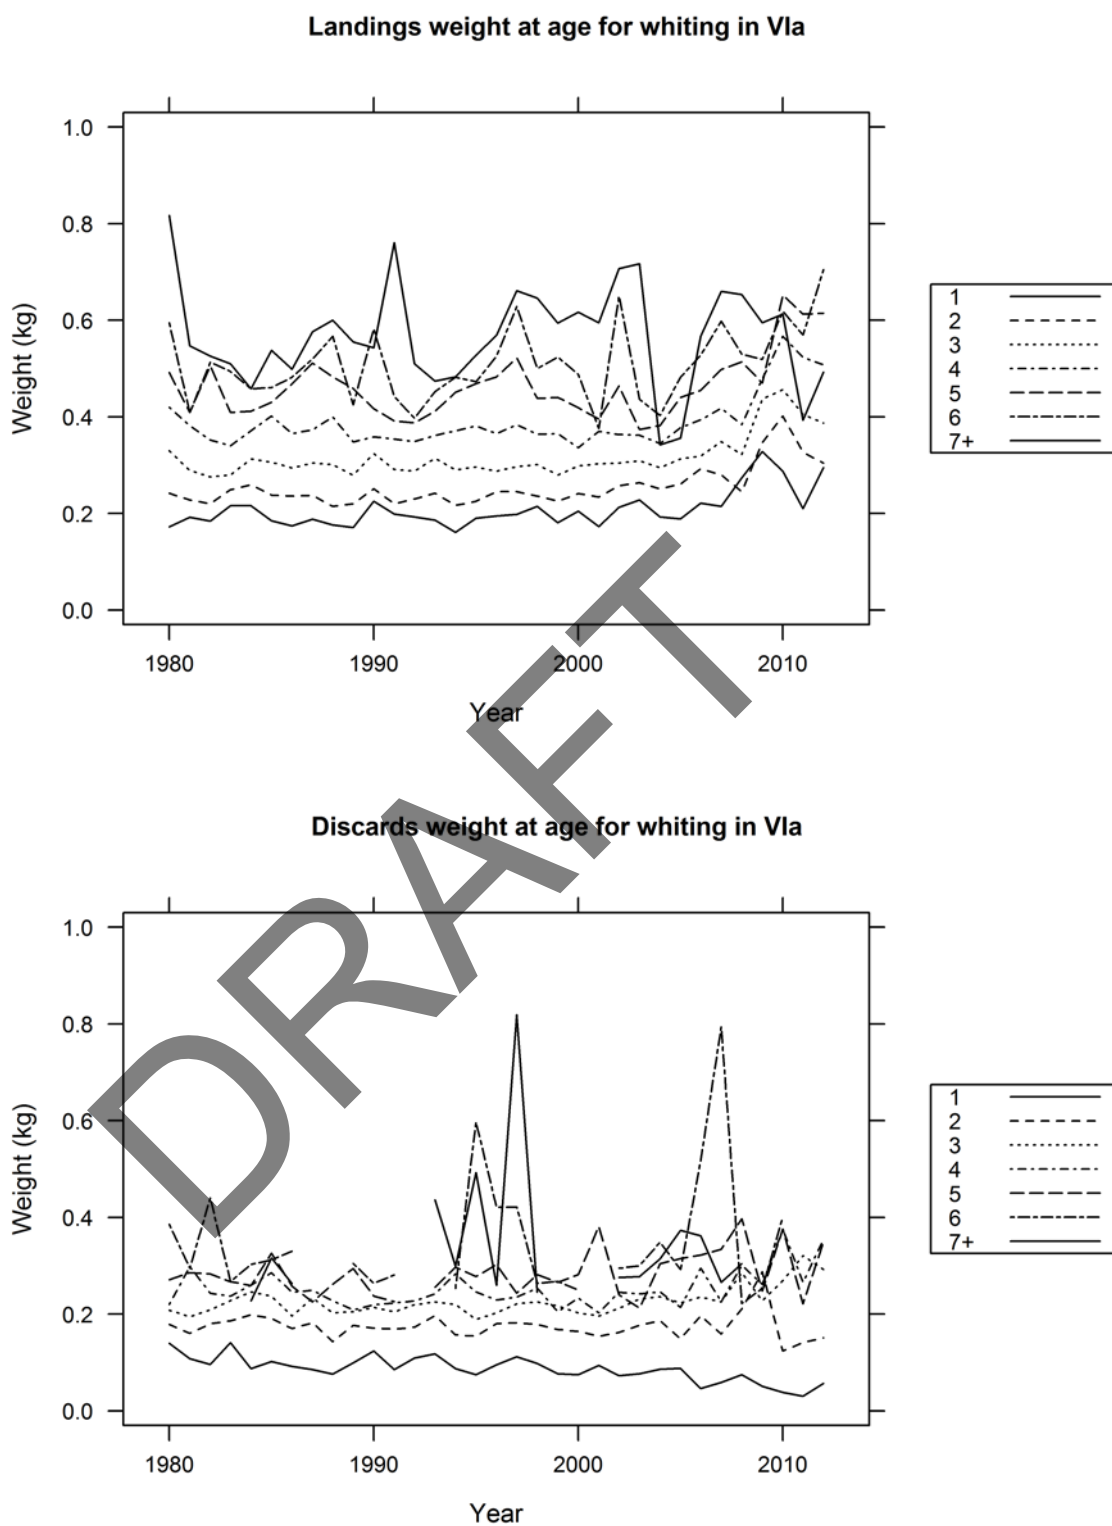 Landings weight at age for whiting in VIa
1.0
0.8
0.6
0.4
0.2
0.0
Weight (kg)
1980 1990 2000 2010
Year
1
2
3
4
5
6
7+
DRAFT
Discards weight at age for whiting in VIa
1.0
0.8
0.6
0.4
0.2
0.0
Weight (kg)
1980 1990 2000 2010
Year
1
2
3
4
5
6
7+